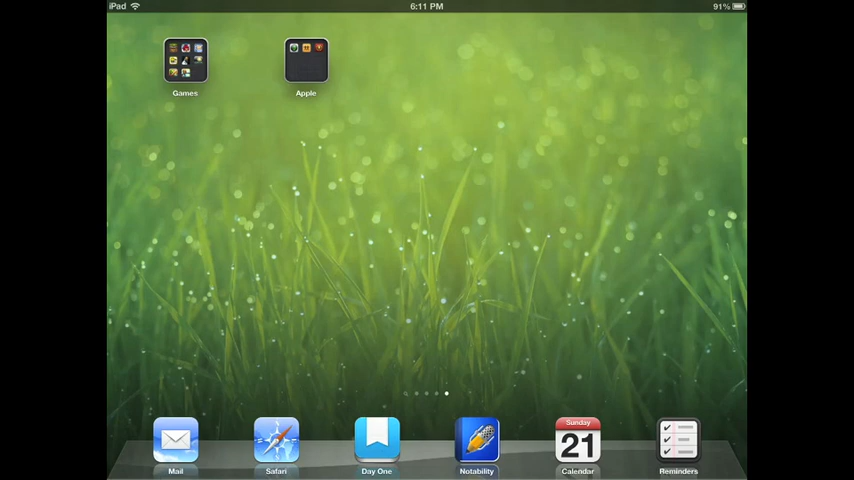 iPad 6:11 PM 91%
Games Apple
Sunday
21
Mail Safari Day One Notability Calendar Reminders